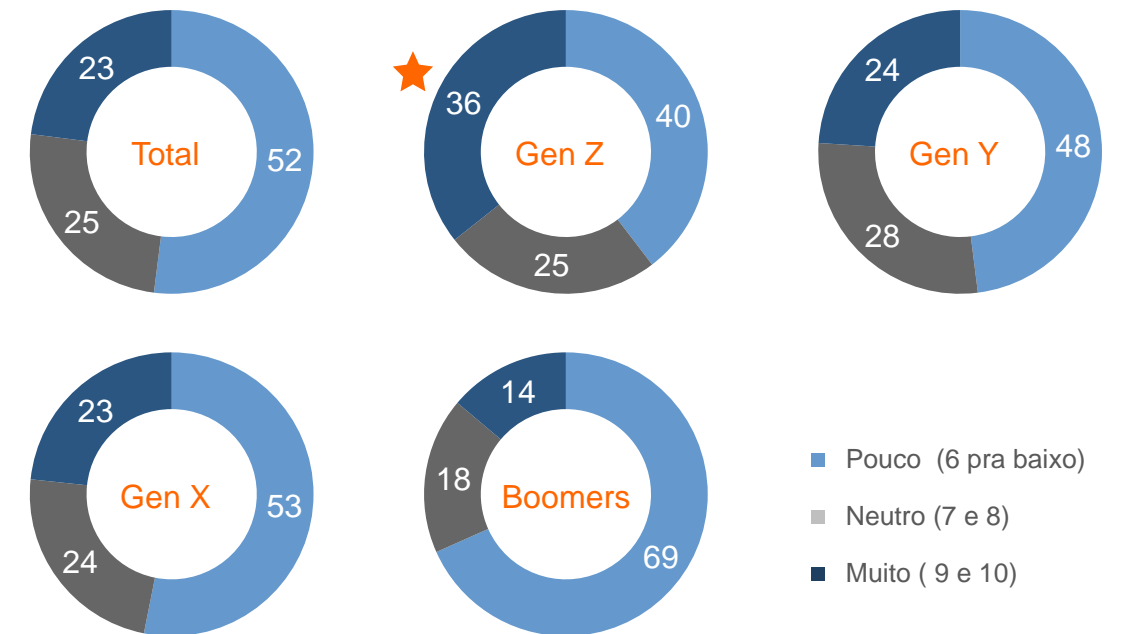 23
Total
52
25
36
40
Gen Z
25
24
Gen Y
48
28
23
Gen X
53
24
14
18
Boomers
69
Pouco (6 pra baixo)
Neutro (7 e 8)
Muito ( 9 e 10)